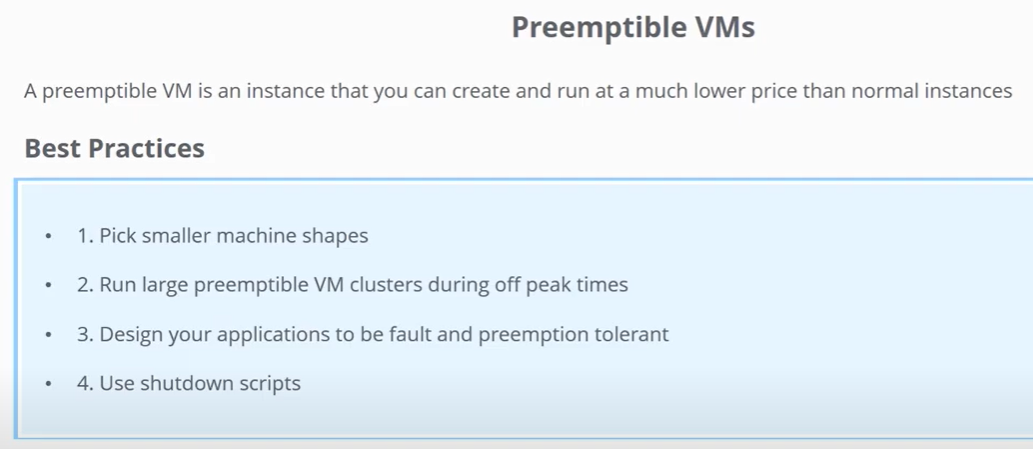 Preemptible VMs
A preemptible VM is an instance that you can create and run at a much lower price than normal instances
Best Practices
• 1. Pick smaller machine shapes
• 2. Run large preemptible VM clusters during off peak times
• 3. Design your applications to be fault and preemption tolerant
• 4. Use shutdown scripts